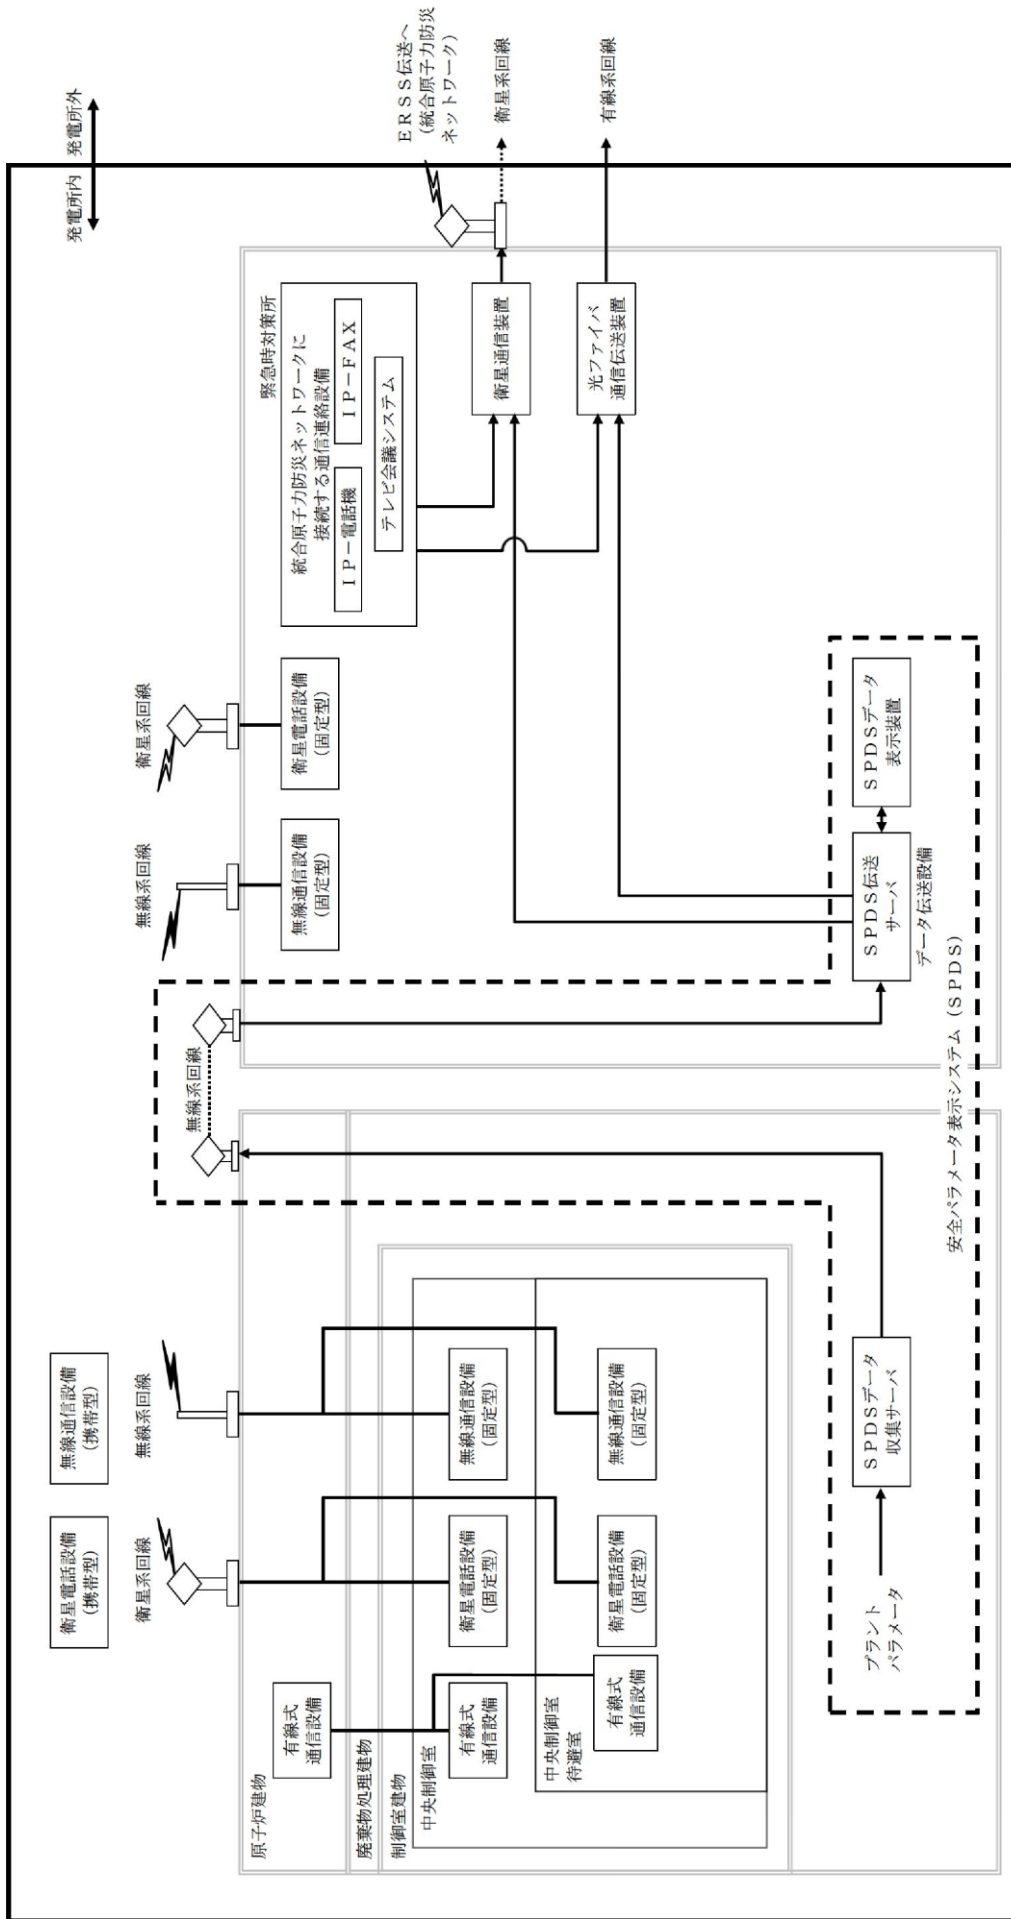 発電所内 発電所外
無線通信設備
(携帯型)
衛星電話設備
(携帯型)
無線系回線
衛星系回線
無線系回線
無線系回線
衛星系回線
ERSS伝送へ
(統合原子力防災
ネットワーク)
衛星系回線
有線系回線
原子炉建物
有線式
通信設備
廃棄物処理建物
制御室建物
中央制御室
有線式
通信設備
衛星電話設備
(固定型)
無線通信設備
(固定型)
中央制御室
待避室
有線式
通信設備
衛星電話設備
(固定型)
無線通信設備
(固定型)
プラント
パラメータ
SPDSデータ
収集サーバ
緊急時対策所
無線通信設備
(固定型)
衛星電話設備
(固定型)
統合原子力防災ネットワークに
接続する通信連絡設備
IP-電話機
IP-FAX
テレビ会議システム
衛星通信装置
光ファイバ
通信伝送装置
SPDS伝送
サーバ
データ伝送設備
SPDSデータ
表示装置
安全パラメータ表示システム(SPDS)